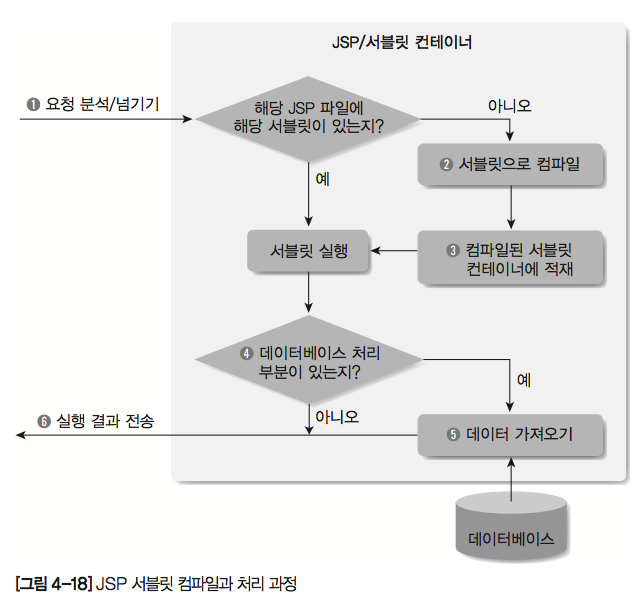 JSP/서블릿 컨테이너
❶ 요청 분석/넘기기
해당 JSP 파일에
해당 서블릿이 있는지?
아니오
❷ 서블릿으로 컴파일
예
서블릿 실행
❸ 컴파일된 서블릿
컨테이너에 적재
❹ 데이터베이스 처리
부분이 있는지?
예
아니오
❻ 실행 결과 전송
❺ 데이터 가져오기
데이터베이스
[그림 4-18] JSP 서블릿 컴파일과 처리 과정